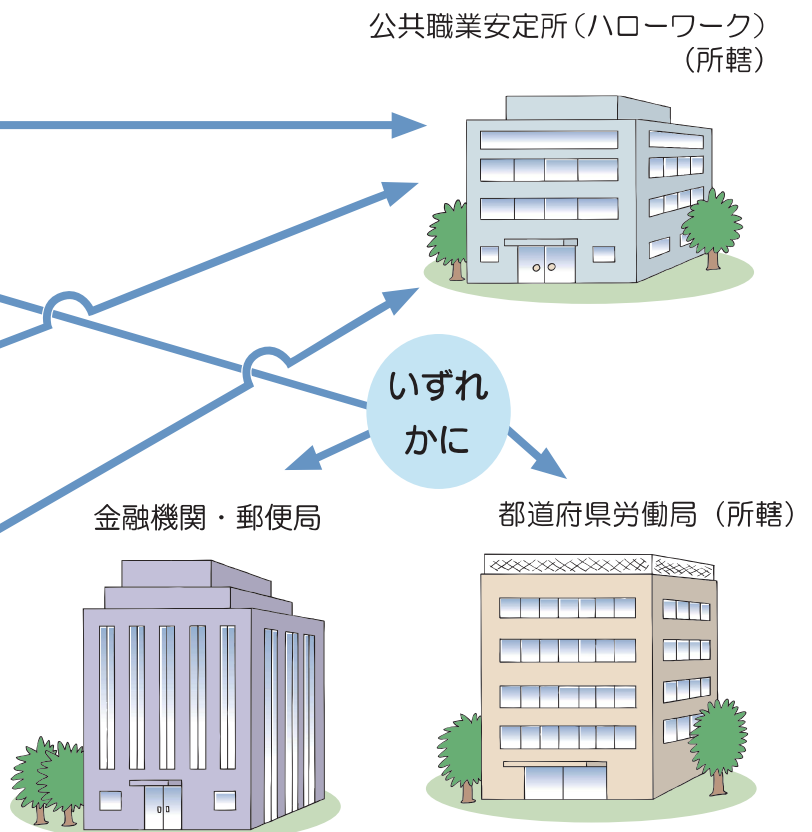 公共職業安定所（ハローワーク）
（所轄）
いずれ
かに
金融機関・郵便局
都道府県労働局（所轄）